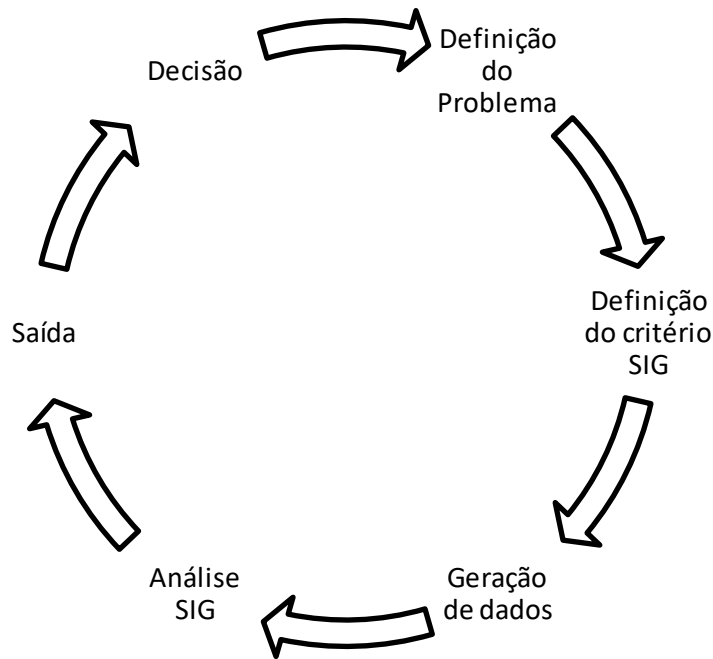 Definição
do
Problema
Definição
do critério
SIG
Geração
de dados
Análise
SIG
Saída
Decisão